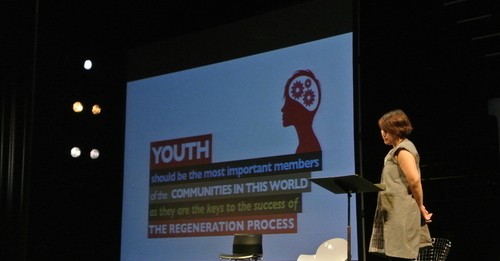 YOUTH
should be the most important members
of the COMMUNITIES IN THIS WORLD
as they are the keys to the success of
THE REGENERATION PROCESS